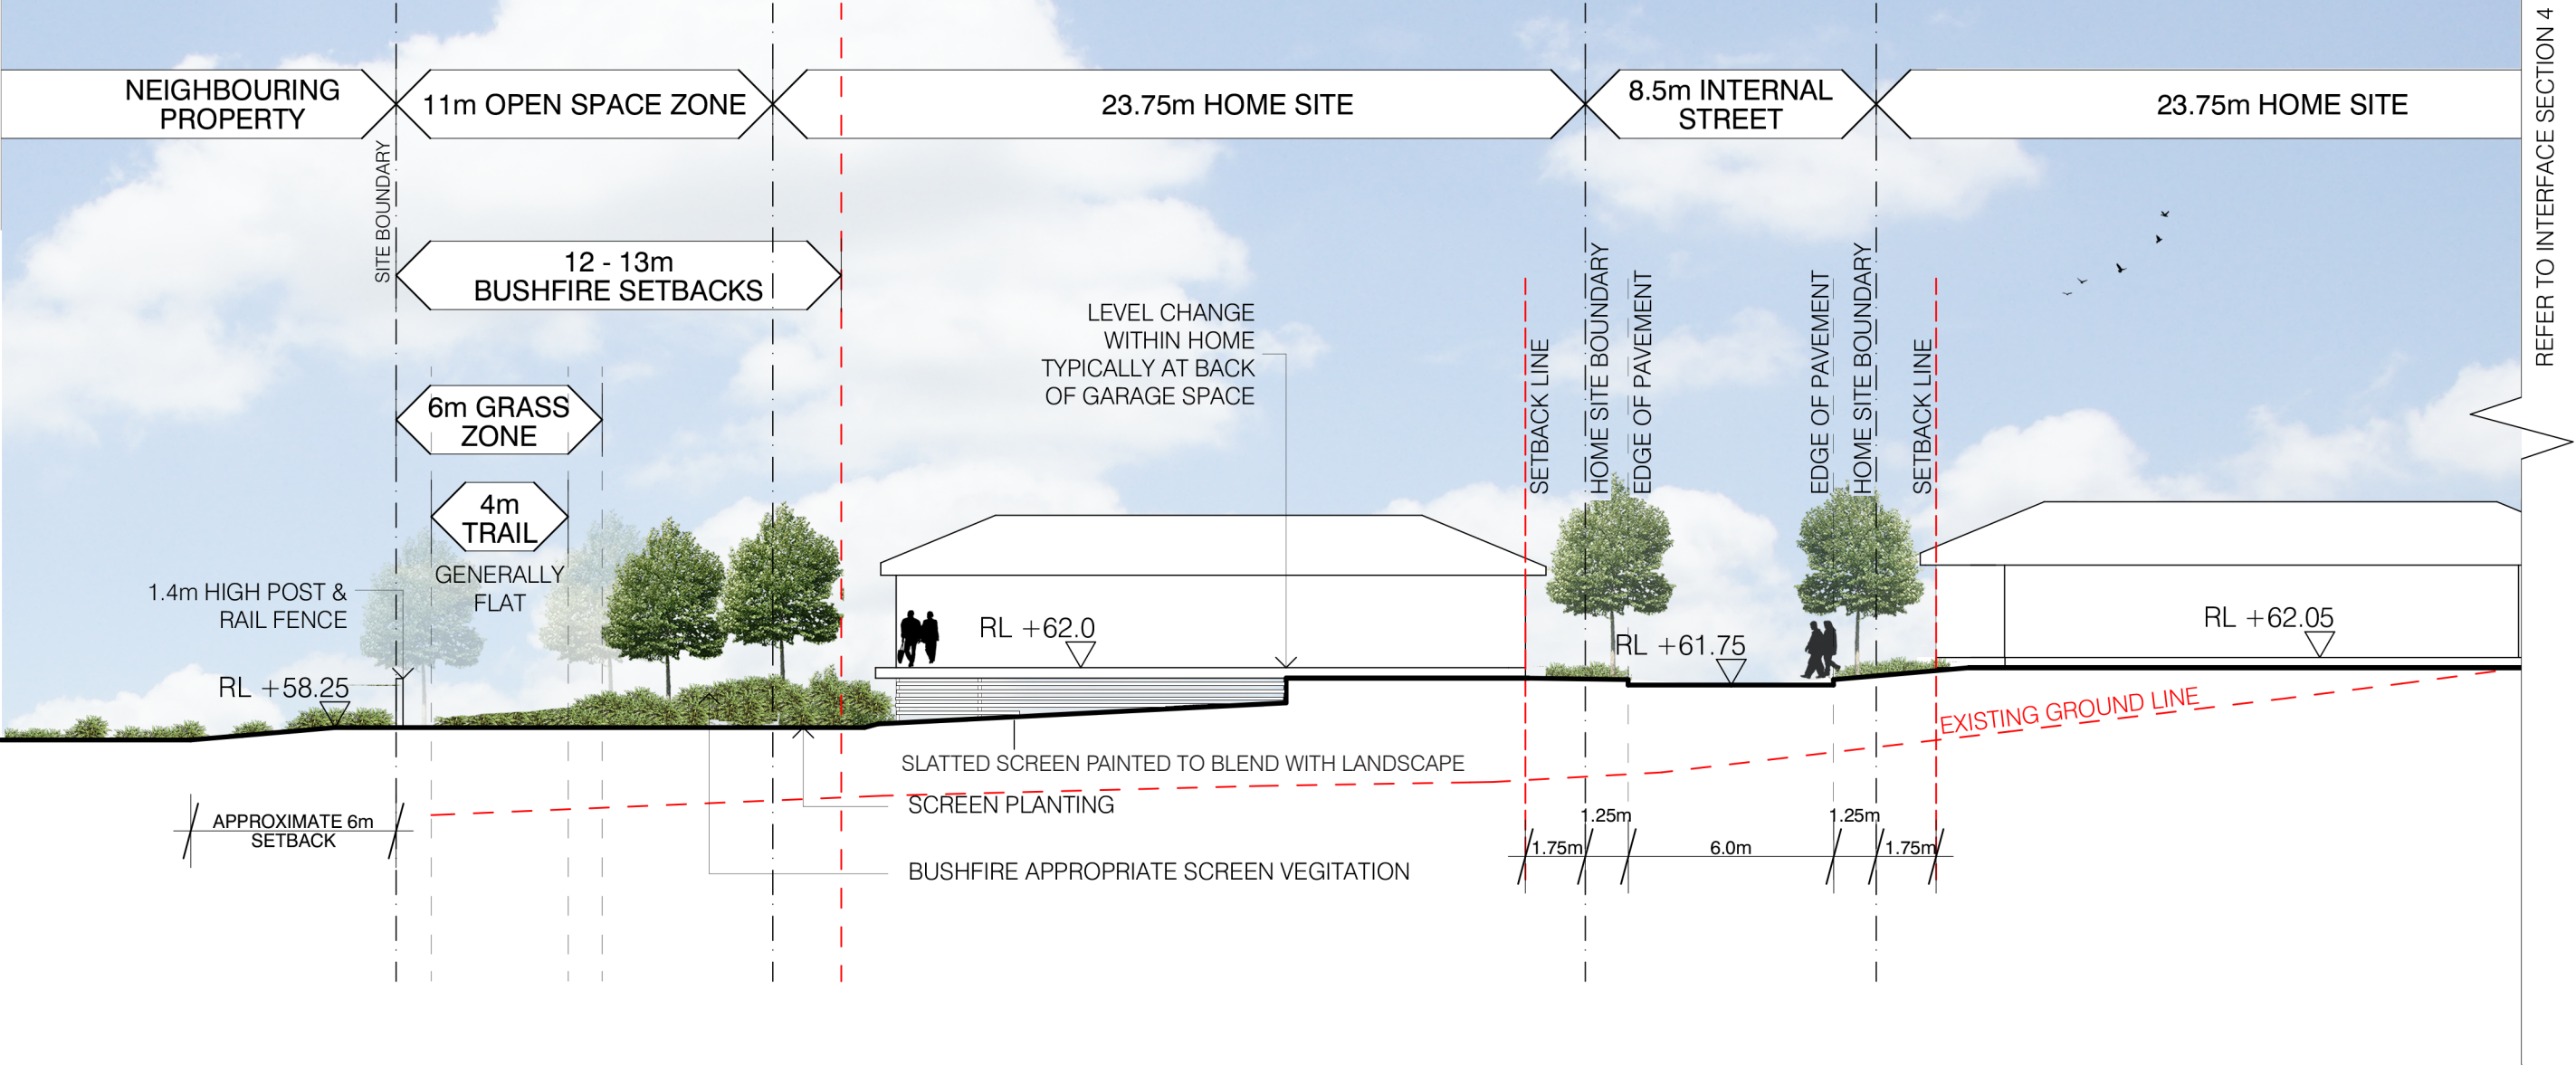 NEIGHBOURING
PROPERTY
11m OPEN SPACE ZONE
23.75m HOME SITE
8.5m INTERNAL
STREET
23.75m HOME SITE
REFER TO INTERFACE SECTION 4
SITE BOUNDARY
12 - 13m
BUSHFIRE SETBACKS
LEVEL CHANGE
WITHIN HOME
TYPICALLY AT BACK
OF GARAGE SPACE
SETBACK LINE
HOME SITE BOUNDARY
EDGE OF PAVEMENT
EDGE OF PAVEMENT
HOME SITE BOUNDARY
SETBACK LINE
6m GRASS
ZONE
4m
TRAIL
GENERALLY
FLAT
1.4m HIGH POST &
RAIL FENCE
RL +58.25
RL +62.0
RL +61.75
RL +62.05
EXISTING GROUND LINE
SLATTED SCREEN PAINTED TO BLEND WITH LANDSCAPE
SCREEN PLANTING
BUSHFIRE APPROPRIATE SCREEN VEGITATION
APPROXIMATE 6m
SETBACK
1.75m
1.25m
6.0m
1.25m
1.75m